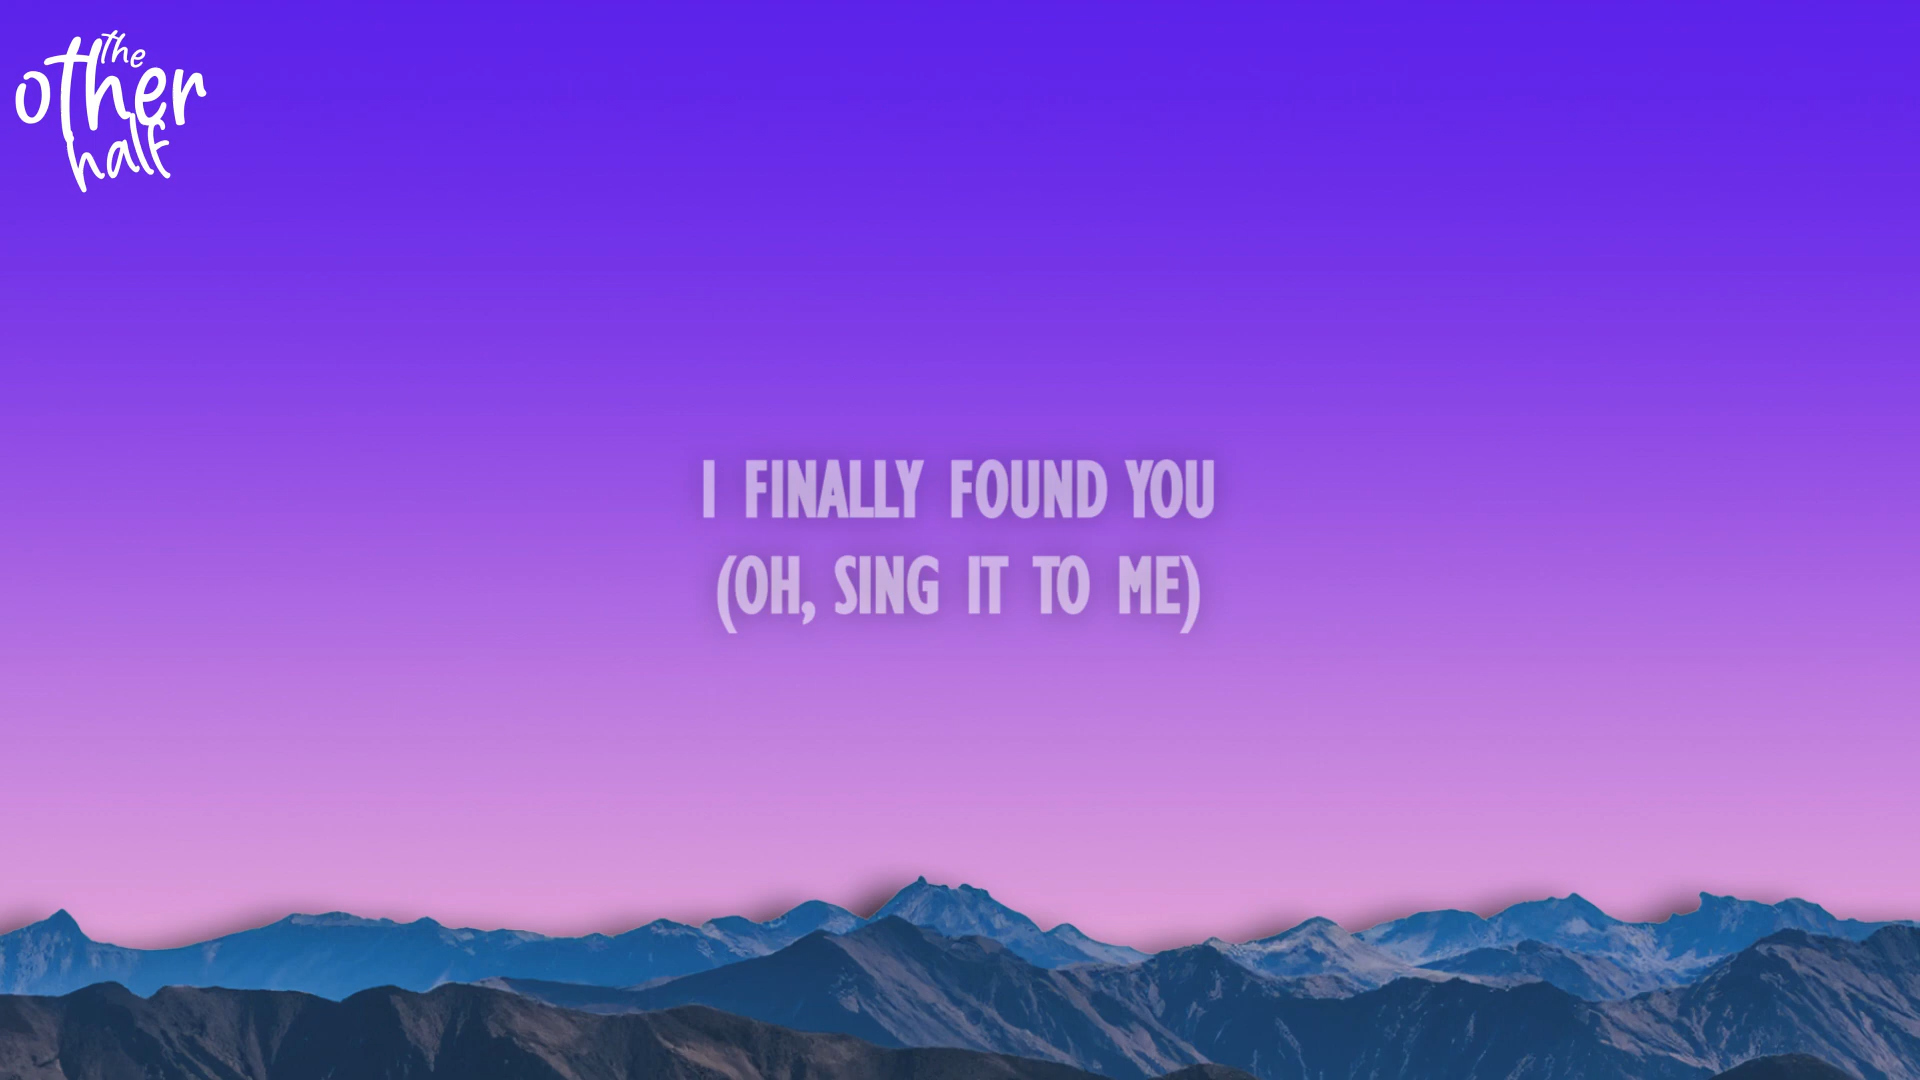 the
other
half
I FINALLY FOUND YOU
(OH, SING IT TO ME)